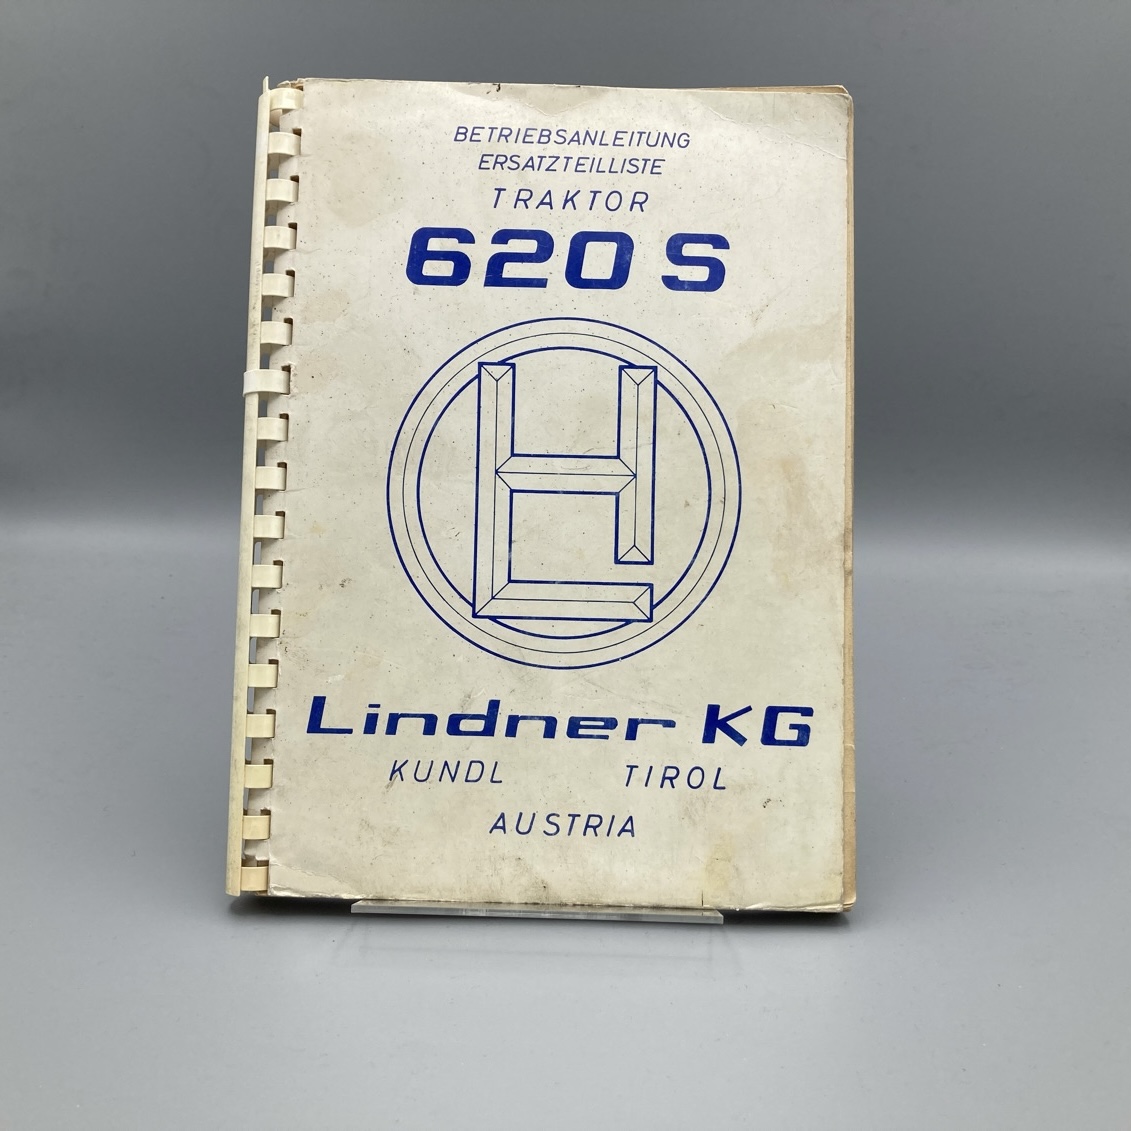 BETRIEBSANLEITUNG
ERSATZTEILLISTE
TRAKTOR
620 S
Lindner KG
KUNDL TIROL
AUSTRIA